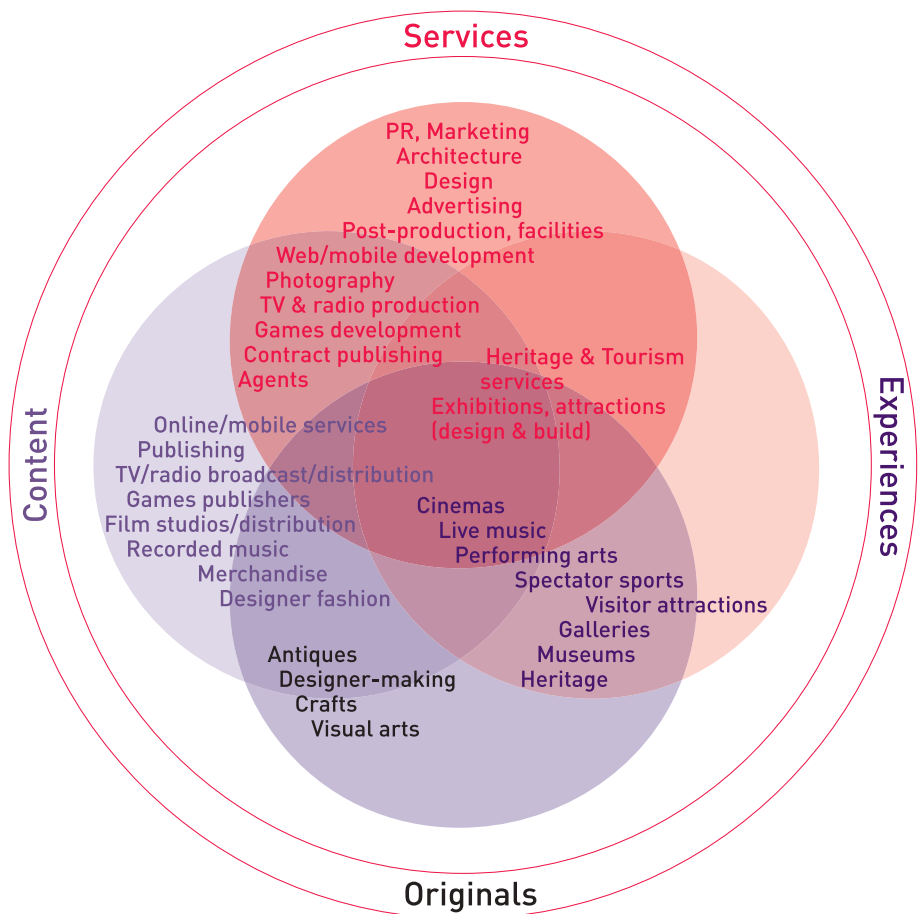 Services
PR, Marketing
Architecture
Design
Advertising
Post-production, facilities
Web/mobile development
Photography
TV & radio production
Games development
Contract publishing
Agents
Heritage & Tourism
services
Exhibitions, attractions
(design & build)
Content
Online/mobile services
Publishing
TV/radio broadcast/distribution
Games publishers
Film studios/distribution
Recorded music
Merchandise
Designer fashion
Experiences
Cinemas
Live music
Performing arts
Spectator sports
Visitor attractions
Galleries
Museums
Heritage
Antiques
Designer-making
Crafts
Visual arts
Originals